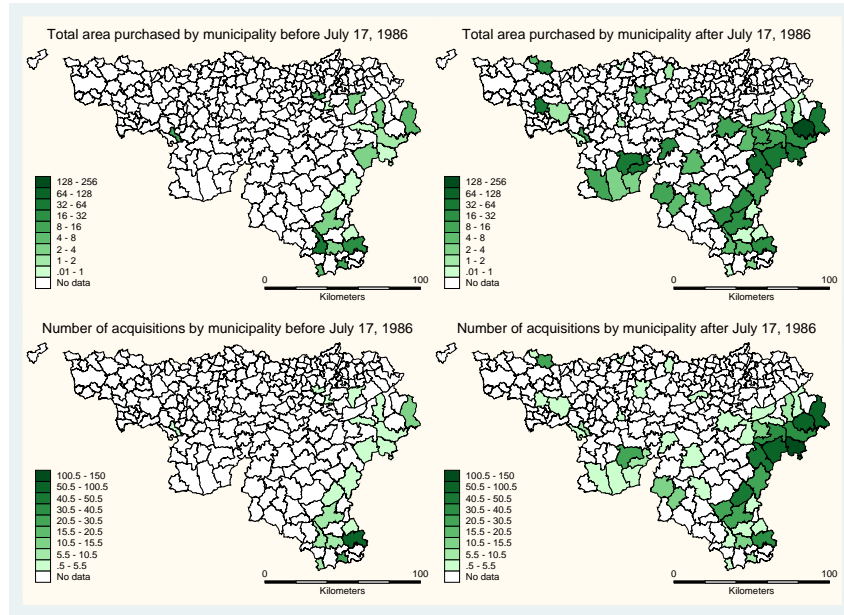 Total area purchased by municipality before July 17, 1986
128 - 256
64 - 128
32 - 64
16 - 32
8 - 16
4 - 8
2 - 4
1 - 2
.01 - 1
No data
0
100
Kilometers
Total area purchased by municipality after July 17, 1986
128 - 256
64 - 128
32 - 64
16 - 32
8 - 16
4 - 8
2 - 4
1 - 2
.01 - 1
No data
0
100
Kilometers
Number of acquisitions by municipality before July 17, 1986
100.5 - 150
50.5 - 100.5
40.5 - 50.5
30.5 - 40.5
20.5 - 30.5
15.5 - 20.5
10.5 - 15.5
5.5 - 10.5
.5 - 5.5
No data
0
100
Kilometers
Number of acquisitions by municipality after July 17, 1986
100.5 - 150
50.5 - 100.5
40.5 - 50.5
30.5 - 40.5
20.5 - 30.5
15.5 - 20.5
10.5 - 15.5
5.5 - 10.5
.5 - 5.5
No data
0
100
Kilometers